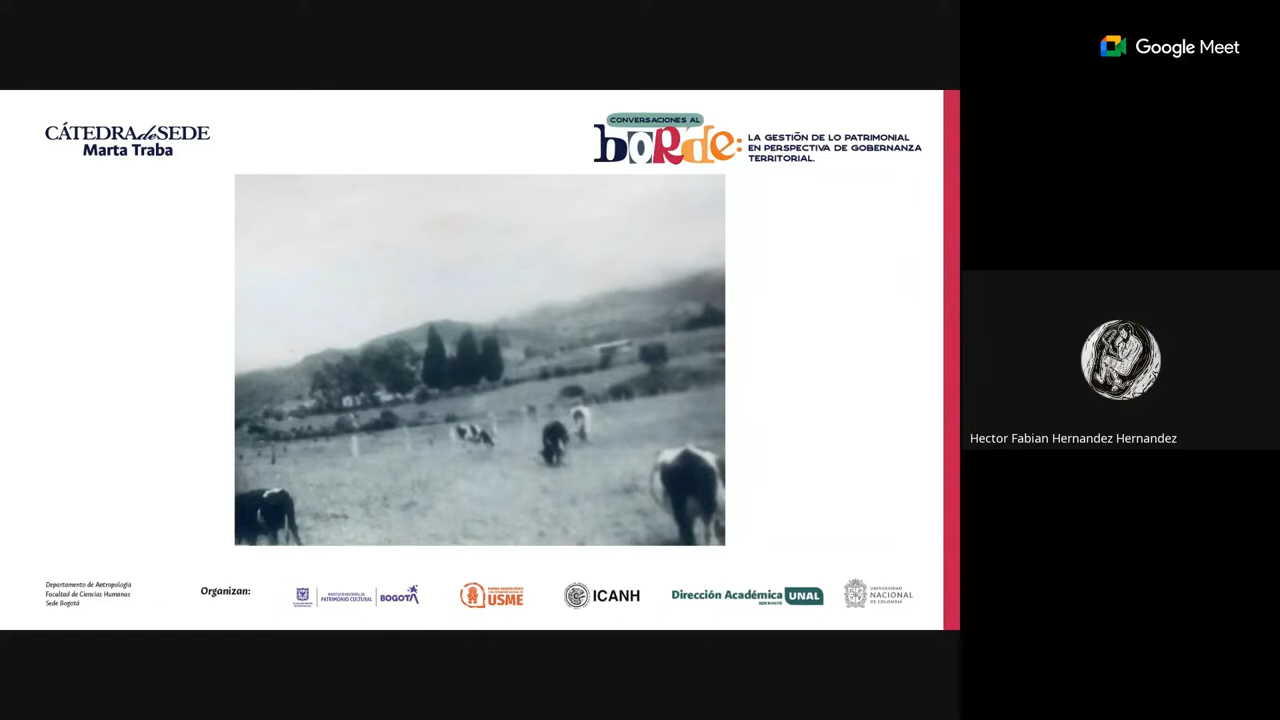 Google Meet
CÁTEDRA de SEDE
Marta Traba
CONVERSACIONES AL
borde:
LA GESTIÓN DE LO PATRIMONIAL
EN PERSPECTIVA DE GOBERNANZA
TERRITORIAL.
Hector Fabian Hernandez Hernandez
Departamento de Antropología
Facultad de Ciencias Humanas
Sede Bogotá
Organizan:
PATRIMONIO CULTURAL
BOGOTÁ
USME
ICANH
Dirección Académica
SEDE BOGOTÁ
UNAL
UNIVERSIDAD
NACIONAL
DE COLOMBIA